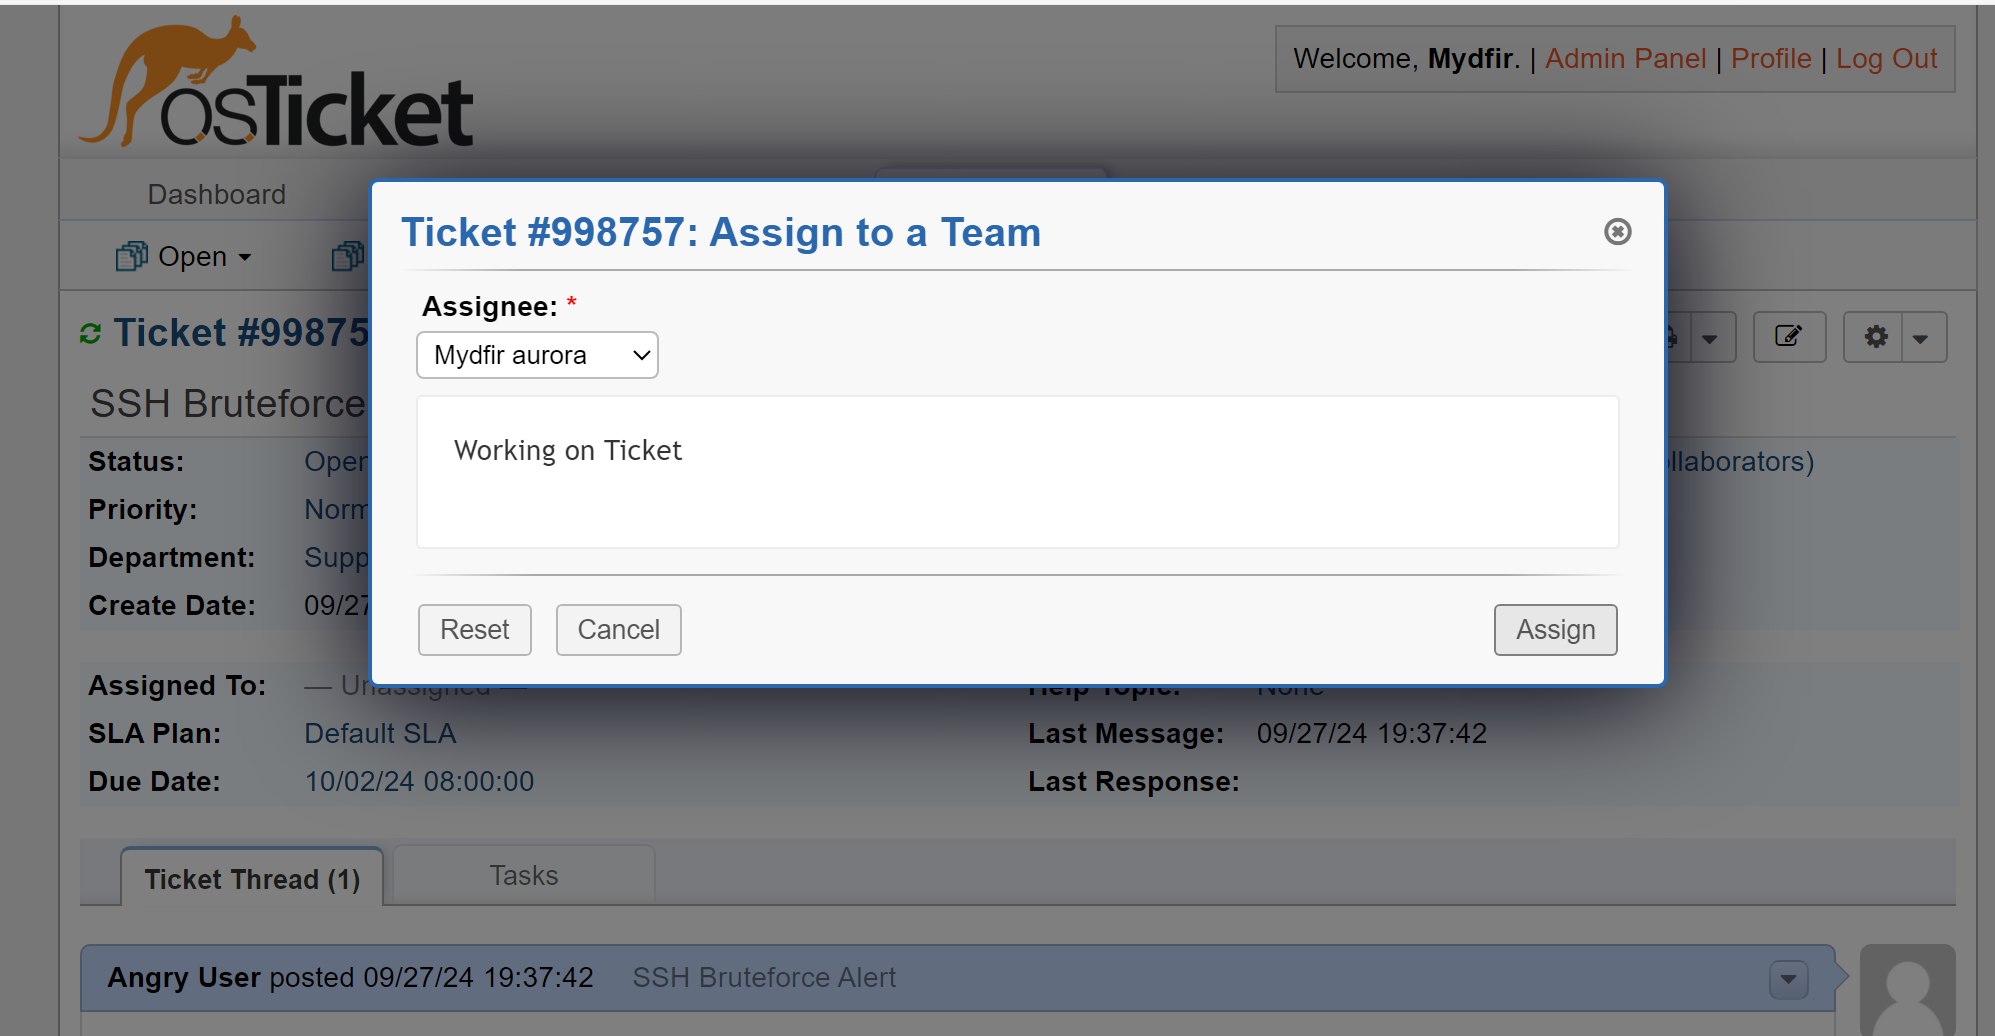 osTicket
Welcome, Mydfir. | Admin Panel | Profile | Log Out
Dashboard
Open
Ticket #998757: Assign to a Team
Assignee: *
Mydfir aurora
Working on Ticket
Reset Cancel Assign
Ticket #99875
SSH Bruteforce
Status: Open
llaborators)
Priority: Norm
Department: Supp
Create Date: 09/27
Assigned To: — Unassigned —
Help Topic: None
SLA Plan: Default SLA
Last Message: 09/27/24 19:37:42
Due Date: 10/02/24 08:00:00
Last Response:
Ticket Thread (1) Tasks
Angry User posted 09/27/24 19:37:42 SSH Bruteforce Alert